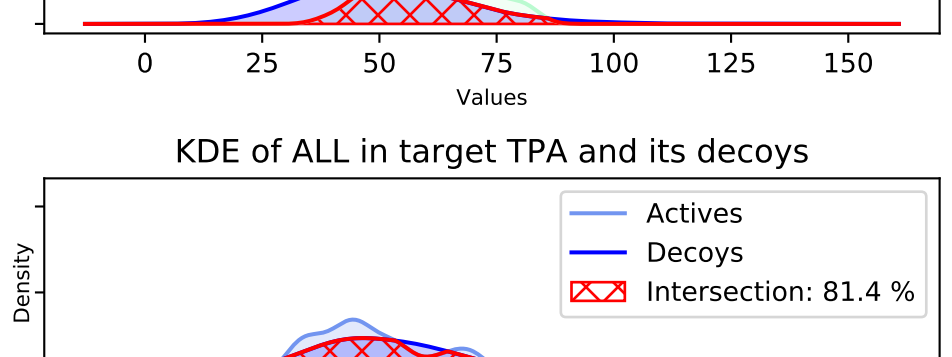 0 25 50 75 100 125 150
Values
KDE of ALL in target TPA and its decoys
Density
Actives
Decoys
Intersection: 81.4 %